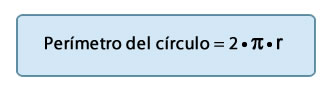 Perímetro del círculo = 2 • π • r